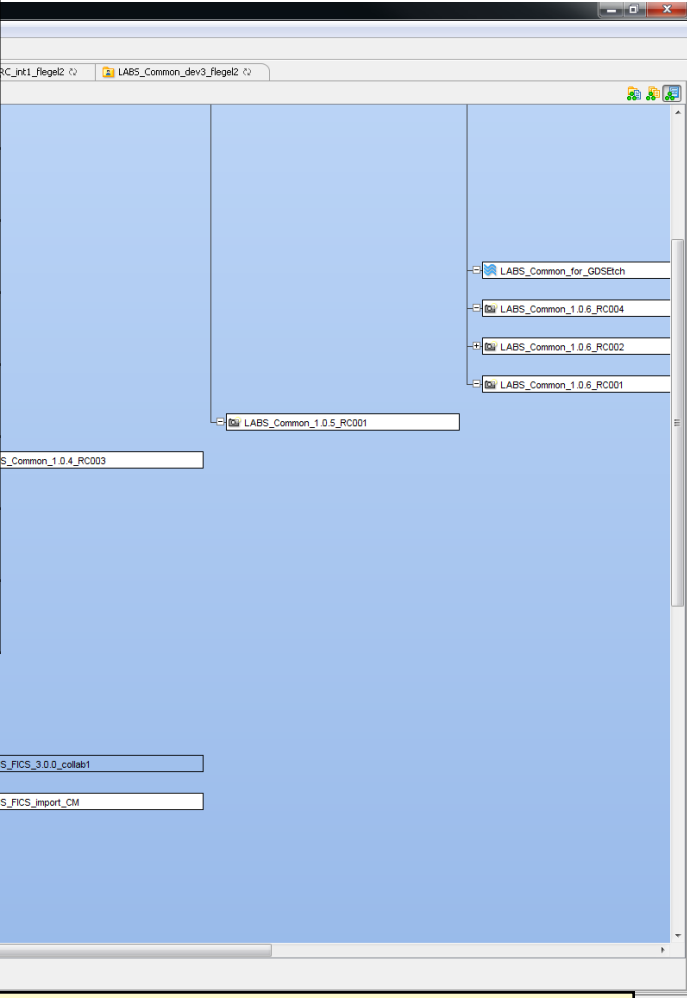 RC_int1_flegel2
LABS_Common_dev3_flegel2
LABS_Common_for_GDSEtch
LABS_Common_1.0.6_RC004
LABS_Common_1.0.6_RC002
LABS_Common_1.0.6_RC001
LABS_Common_1.0.5_RC001
S_Common_1.0.4_RC003
S_FICS_3.0.0_collab1
S_FICS_import_CM